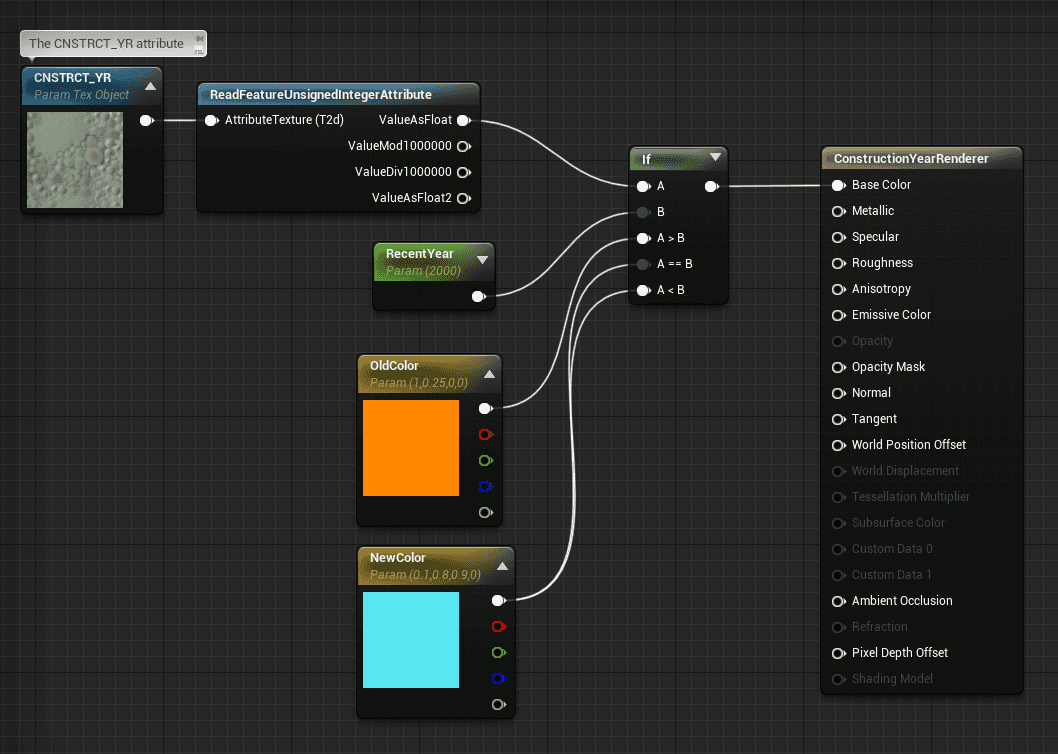 The CNSTRCT_YR attribute
CNSTRCT_YR
Param Tex Object
ReadFeatureUnsignedIntegerAttribute
AttributeTexture (T2d)
ValueAsFloat
ValueMod1000000
ValueDiv1000000
ValueAsFloat2
RecentYear
Param (2000)
OldColor
Param (1,0.25,0,0)
NewColor
Param (0.1,0.8,0.9,0)
If
A
B
A > B
A == B
A < B
ConstructionYearRenderer
Base Color
Metallic
Specular
Roughness
Anisotropy
Emissive Color
Opacity
Opacity Mask
Normal
Tangent
World Position Offset
World Displacement
Tessellation Multiplier
Subsurface Color
Custom Data 0
Custom Data 1
Ambient Occlusion
Refraction
Pixel Depth Offset
Shading Model